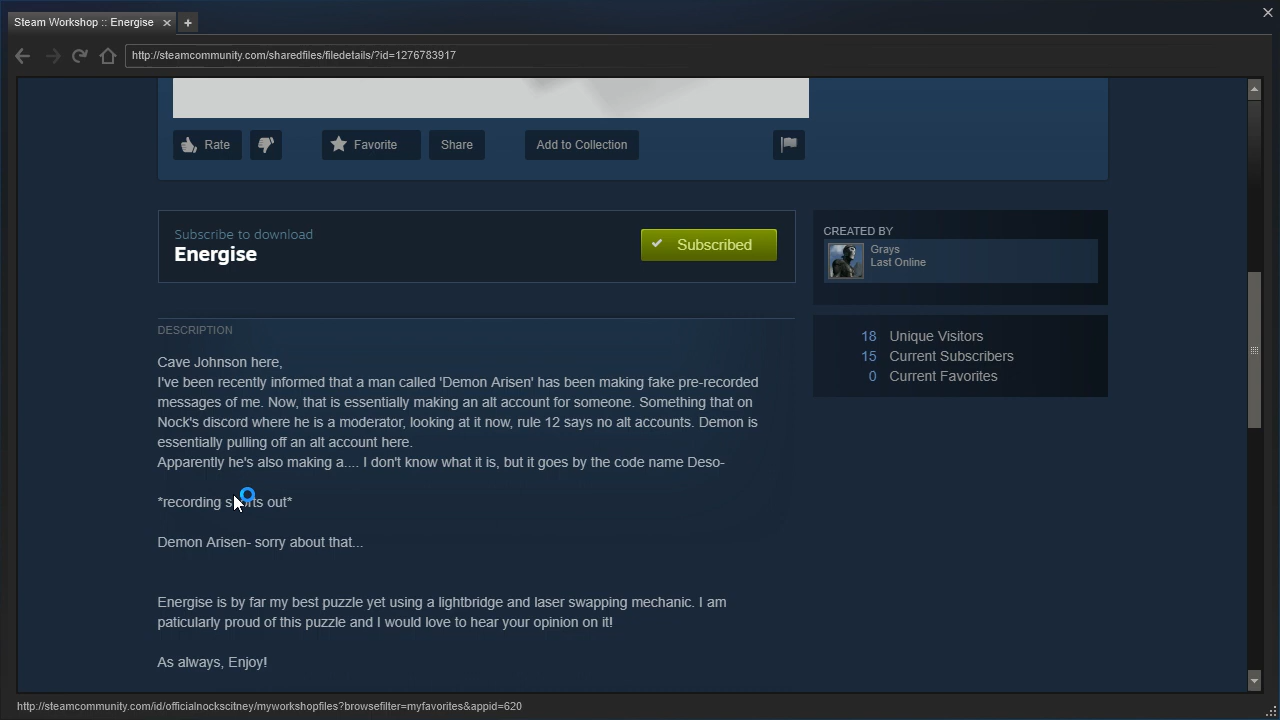 Steam Workshop :: Energise
http://steamcommunity.com/sharedfiles/filedetails/?id=1276783917
Rate
Favorite
Share
Add to Collection
Subscribe to download
Energise
Subscribed
CREATED BY
Grays
Last Online
18 Unique Visitors
15 Current Subscribers
0 Current Favorites
DESCRIPTION
Cave Johnson here,
I've been recently informed that a man called 'Demon Arisen' has been making fake pre-recorded
messages of me. Now, that is essentially making an alt account for someone. Something that on
Nock's discord where he is a moderator, looking at it now, rule 12 says no alt accounts. Demon is
essentially pulling off an alt account here.
Apparently he's also making a.... I don't know what it is, but it goes by the code name Deso-
*recording shorts out*
Demon Arisen- sorry about that...
Energise is by far my best puzzle yet using a lightbridge and laser swapping mechanic. I am
paticularly proud of this puzzle and I would love to hear your opinion on it!
As always, Enjoy!
http://steamcommunity.com/id/officialnockscitney/myworkshopfiles?browsefilter=myfavorites&appid=620